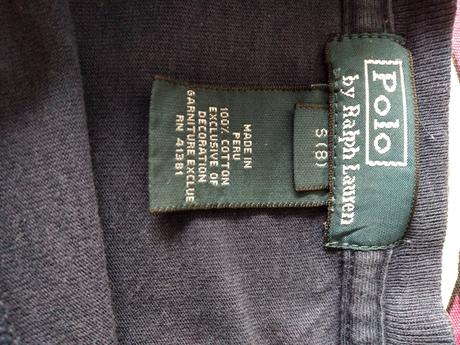 Polo
by Ralph Lauren
S (8)
MADE IN
PERU
100% COTTON
EXCLUSIVE OF
DECORATION
GARNITURE EXCLUE
RN 41381